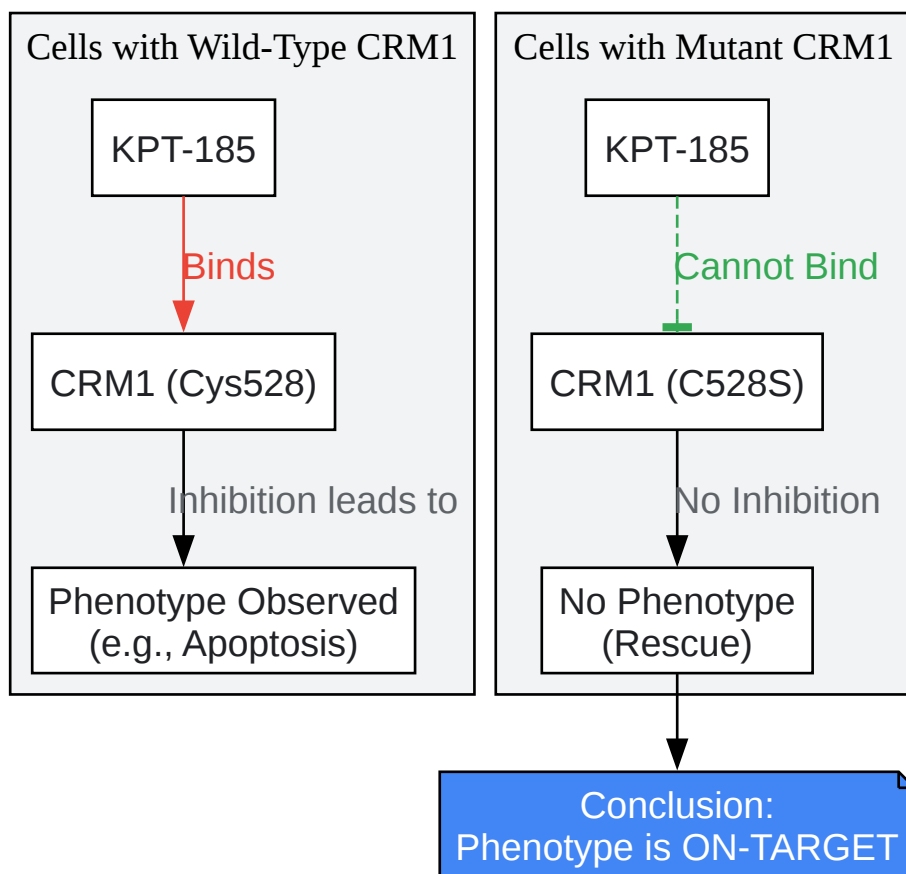 Cells with Wild-Type CRM1
KPT-185
Binds
CRM1 (Cys528)
Inhibition leads to
Phenotype Observed
(e.g., Apoptosis)
Cells with Mutant CRM1
KPT-185
Cannot Bind
CRM1 (C528S)
No Inhibition
No Phenotype
(Rescue)
Conclusion:
Phenotype is ON-TARGET